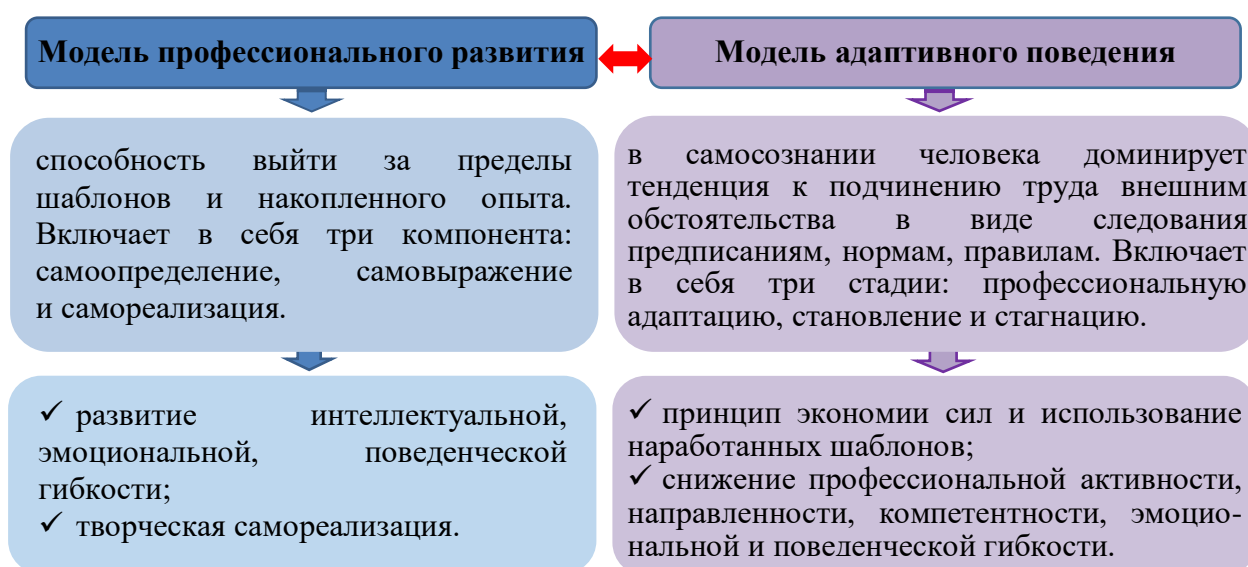 Модель профессионального развития
способность выйти за пределы
шаблонов и накопленного опыта.
Включает в себя три компонента:
самоопределение, самовыражение
и самореализация.
✓ развитие интеллектуальной,
эмоциональной, поведенческой
гибкости;
✓ творческая самореализация.
Модель адаптивного поведения
в самосознании человека доминирует
тенденция к подчинению труда внешним
обстоятельства в виде следования
предписаниям, нормам, правилам. Включает
в себя три стадии: профессиональную
адаптацию, становление и стагнацию.
✓ принцип экономии сил и использование
наработанных шаблонов;
✓ снижение профессиональной активности,
направленности, компетентности, эмоцио-
нальной и поведенческой гибкости.